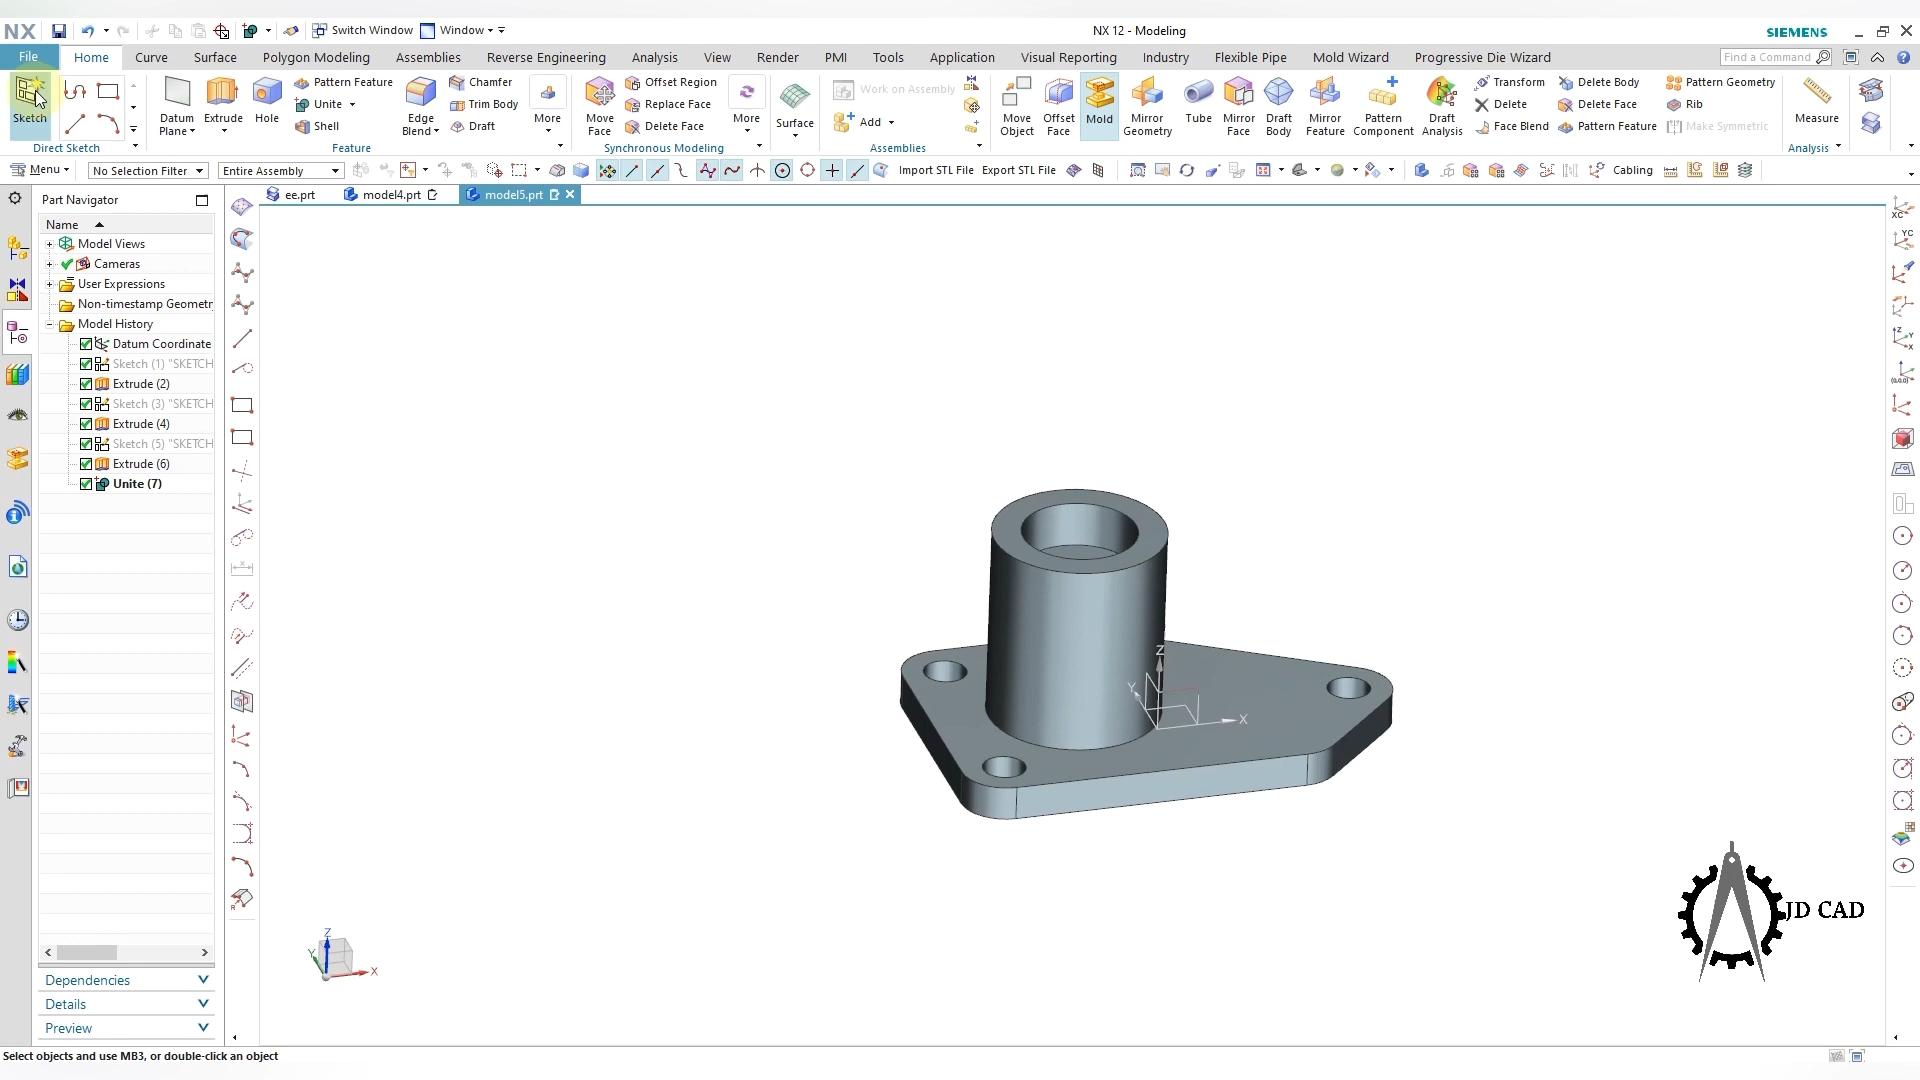 NX
Switch Window
Window
NX 12 - Modeling
SIEMENS
File
Home
Curve
Surface
Polygon Modeling
Assemblies
Reverse Engineering
Analysis
View
Render
PMI
Tools
Application
Visual Reporting
Industry
Flexible Pipe
Mold Wizard
Progressive Die Wizard
Find a Command
Sketch
Direct Sketch
Datum
Plane
Extrude
Hole
Pattern Feature
Unite
Shell
Edge
Blend
Chamfer
Trim Body
Draft
More
Feature
Move
Face
Offset Region
Replace Face
Delete Face
More
Synchronous Modeling
Surface
Work on Assembly
Add
Assemblies
Move
Object
Offset
Face
Mold
Mirror
Geometry
Tube
Mirror
Face
Draft
Body
Mirror
Feature
Pattern
Component
Draft
Analysis
Transform
Delete
Face Blend
Delete Body
Delete Face
Pattern Feature
Pattern Geometry
Rib
Make Symmetric
Measure
Analysis
Menu
No Selection Filter
Entire Assembly
Import STL File
Export STL File
Cabling
Part Navigator
ee.prt
model4.prt
model5.prt
Name
Model Views
Cameras
User Expressions
Non-timestamp Geometr
Model History
Datum Coordinate
Sketch (1) "SKETCH
Extrude (2)
Sketch (3) "SKETCH
Extrude (4)
Sketch (5) "SKETCH
Extrude (6)
Unite (7)
XC
YC
Z
Y
X
Z
Y
X
JD CAD
Dependencies
Details
Preview
Select objects and use MB3, or double-click an object